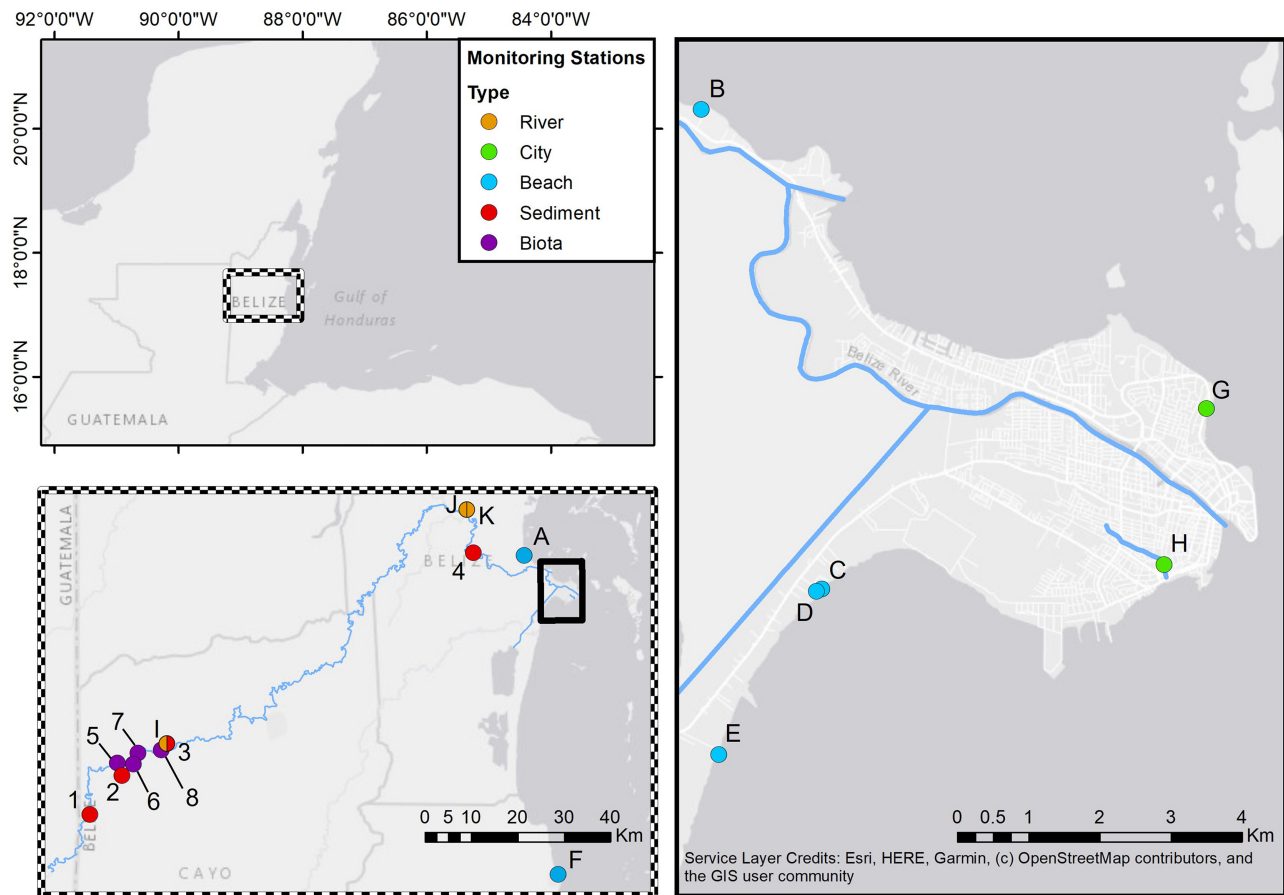 92°0'0"W 90°0'0"W 88°0'0"W 86°0'0"W 84°0'0"W
20°0'0"N
18°0'0"N
16°0'0"N
Monitoring Stations
Type
River
City
Beach
Sediment
Biota
BELIZE
Gulf of
Honduras
GUATEMALA
GUATEMALA
J
K
A
BELIZE
4
I
7
5
3
2
6
8
1
BELIZE
CAYO
F
0 5 10 20 30 40
Km
B
Belize River
G
H
C
D
E
0 0.5 1 2 3 4
Km
Service Layer Credits: Esri, HERE, Garmin, (c) OpenStreetMap contributors, and
the GIS user community